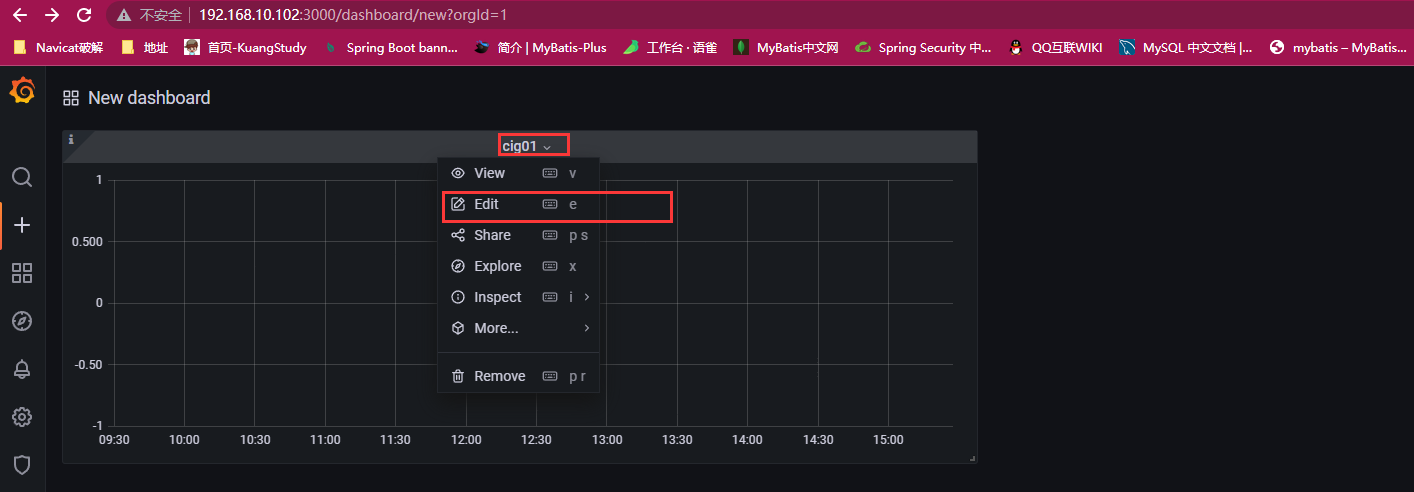 不安全 192.168.10.102:3000/dashboard/new?orgId=1
Navicat破解 地址 首页-KuangStudy Spring Boot bann... 简介 | MyBatis-Plus 工作台 · 语雀 MyBatis中文网 Spring Security 中... QQ互联WIKI MySQL 中文文档 |... mybatis – MyBatis...
New dashboard
i
cig01
View v
Edit e
Share p s
Explore x
Inspect i
More...
Remove p r
1
0.500
0
-0.50
-1
09:30 10:00 10:30 11:00 11:30 12:00 12:30 13:00 13:30 14:00 14:30 15:00